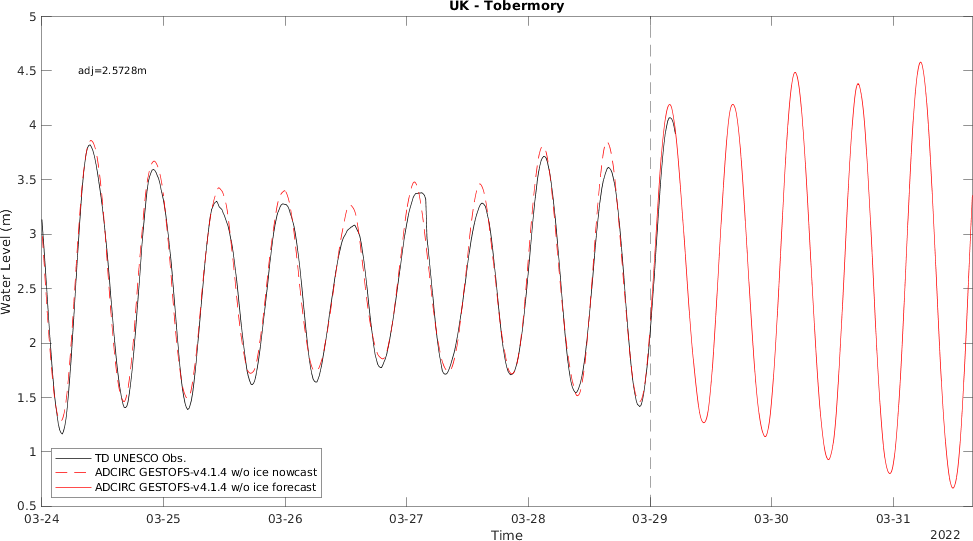 UK - Tobermory
5
4.5
adj=2.5728m
4
3.5
3
2.5
2
1.5
1
0.5
Water Level (m)
TD UNESCO Obs.
ADCIRC GESTOFS-v4.1.4 w/o ice nowcast
ADCIRC GESTOFS-v4.1.4 w/o ice forecast
03-24 03-25 03-26 03-27 03-28 03-29 03-30 03-31
Time
2022